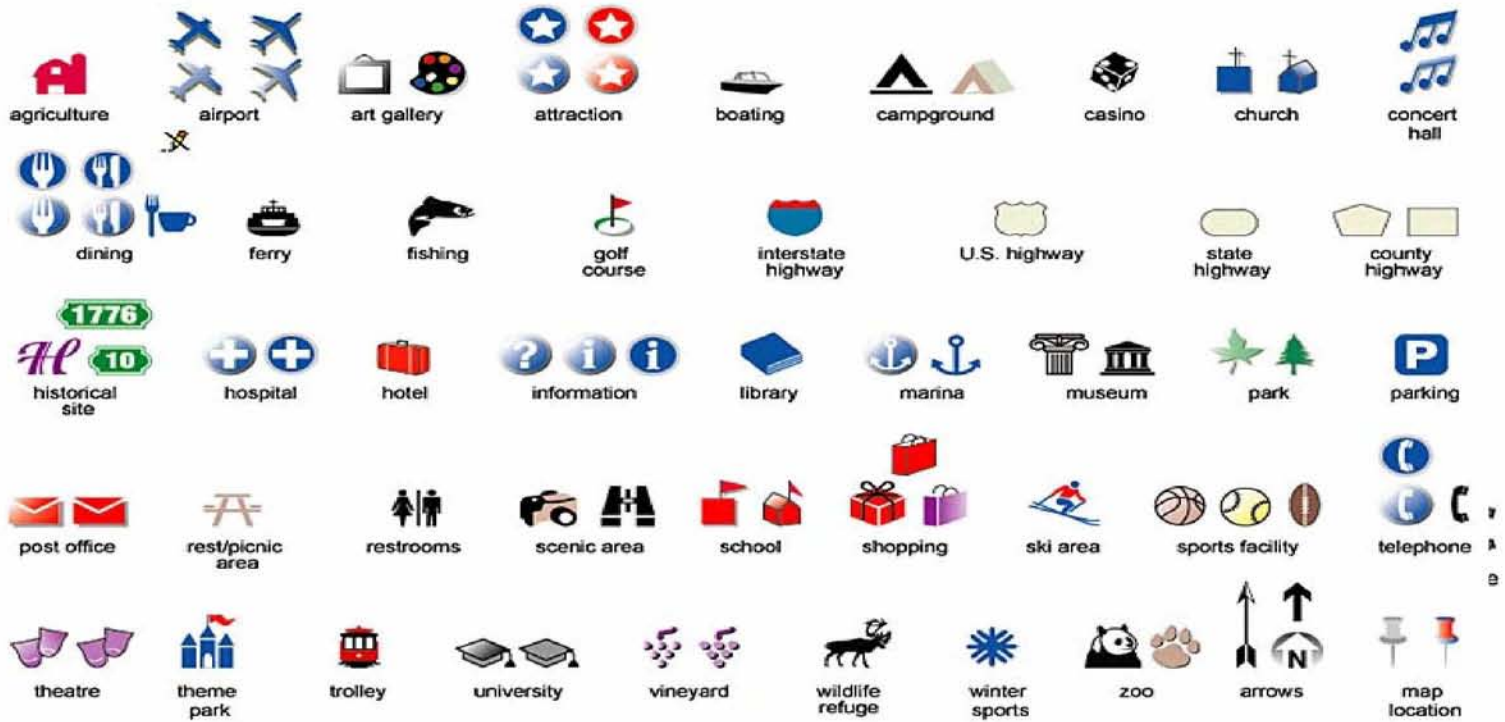 agriculture airport art gallery attraction boating campground casino church concert
hall
dining ferry fishing golf interstate U.S. highway state county
course highway highway highway
1776
H 10 ? i i P
historical hospital hotel information library marina museum park parking
site
post office rest/picnic restrooms scenic area school shopping ski area sports facility telephone
area
e
N
theatre theme trolley university vineyard wildlife winter zoo arrows map
park refuge sports location